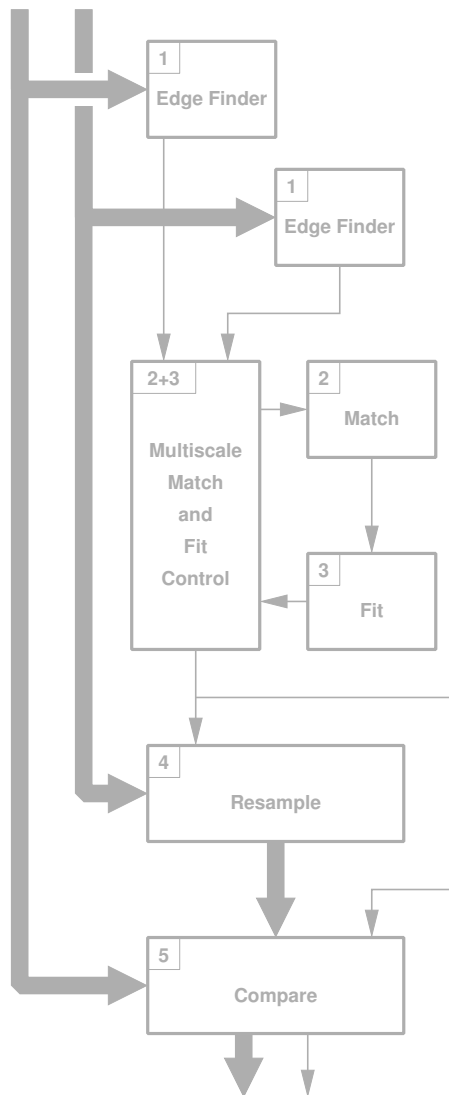 1
Edge Finder
1
Edge Finder
2+3
Multiscale
Match
and
Fit
Control
2
Match
3
Fit
4
Resample
5
Compare